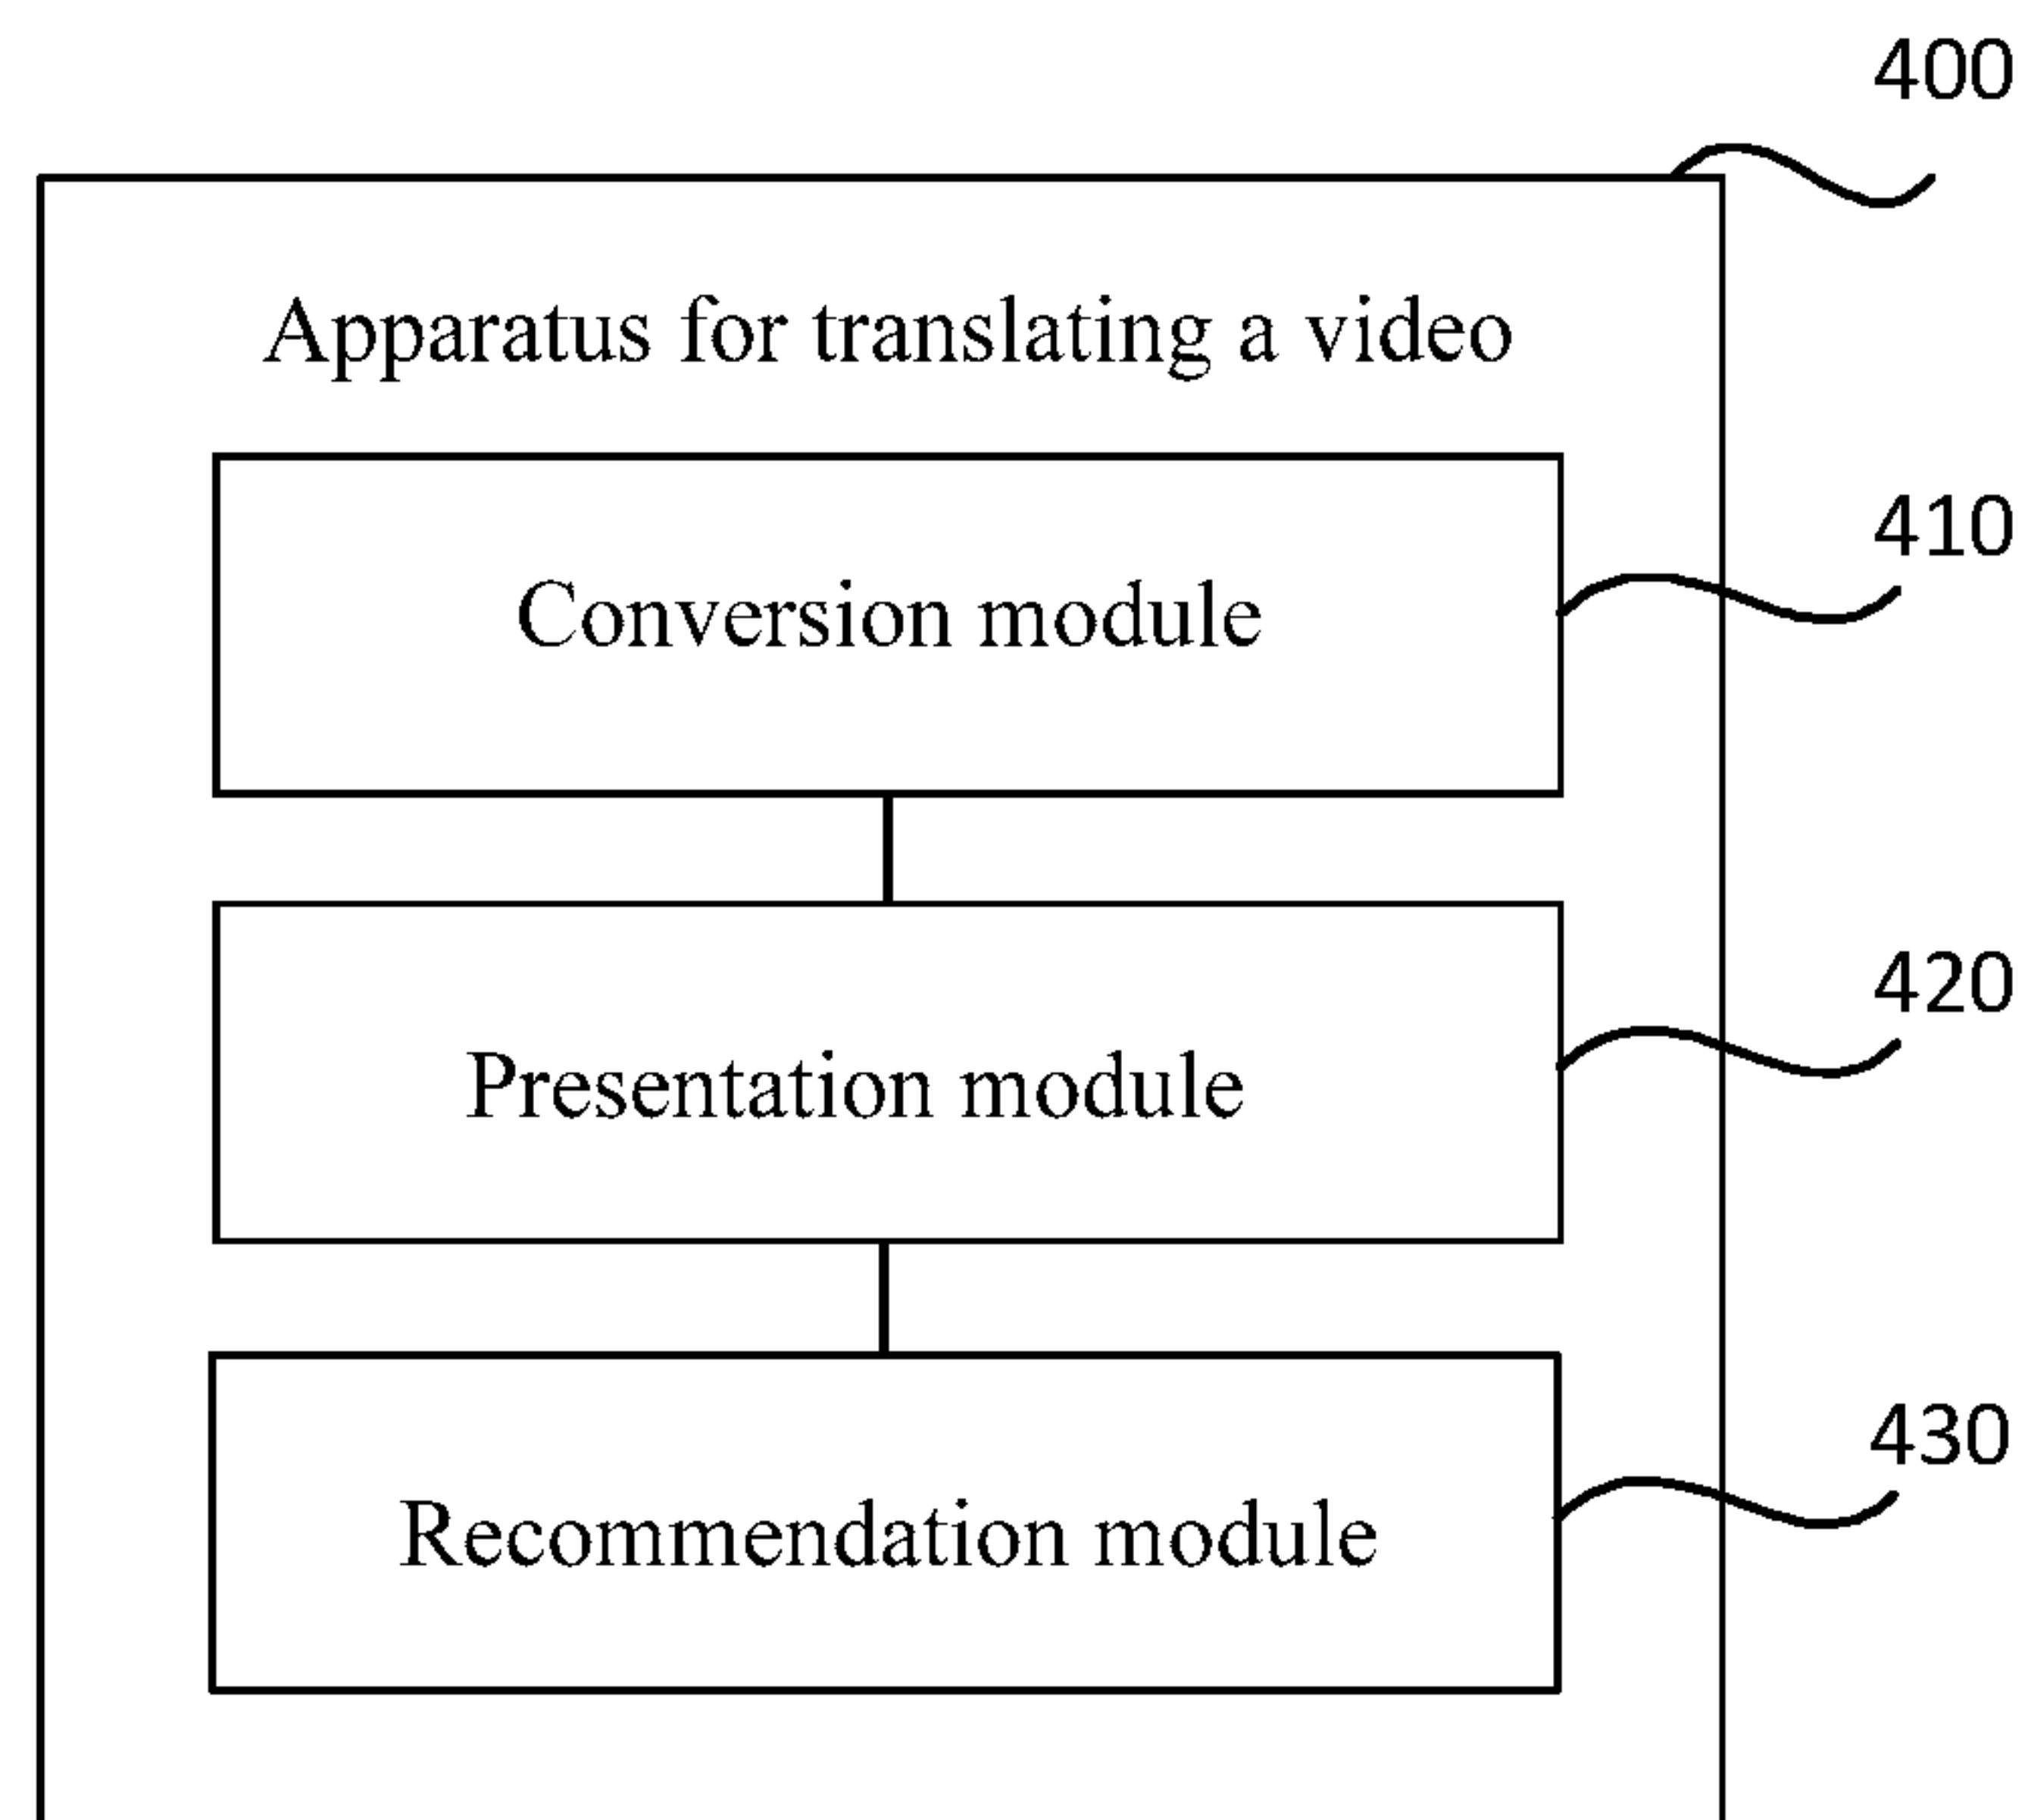 400
Apparatus for translating a video
410
Conversion module
420
Presentation module
430
Recommendation module